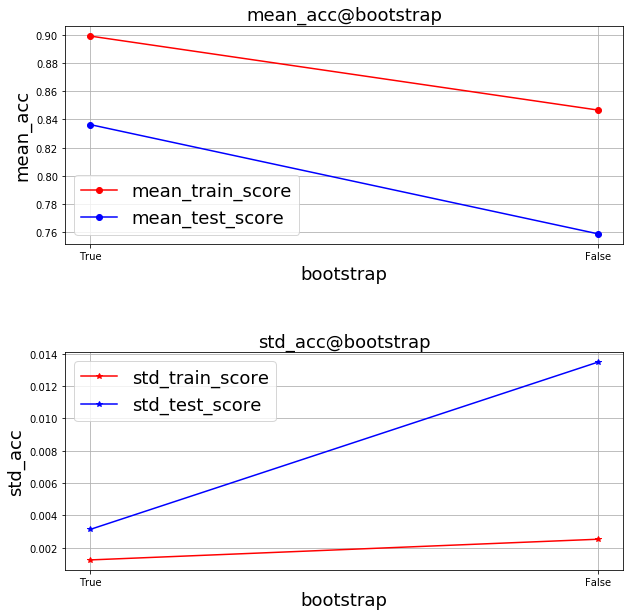 mean_acc@bootstrap
0.90
0.88
0.86
0.84
0.82
0.80
0.78
0.76
mean_acc
mean_train_score
mean_test_score
True
False
bootstrap
std_acc@bootstrap
0.014
0.012
0.010
0.008
0.006
0.004
0.002
std_acc
std_train_score
std_test_score
True
False
bootstrap